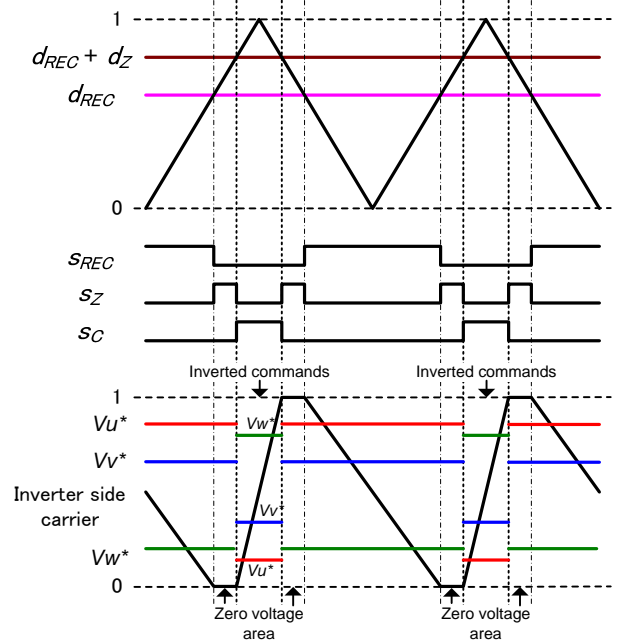 1
dREC + dZ
dREC
0
sREC
sZ
sC
Inverted commands
Inverted commands
1
Vu*
Vw*
Vv*
Inverter side
carrier
Vv*
Vw*
Vu*
0
Zero voltage
area
Zero voltage
area